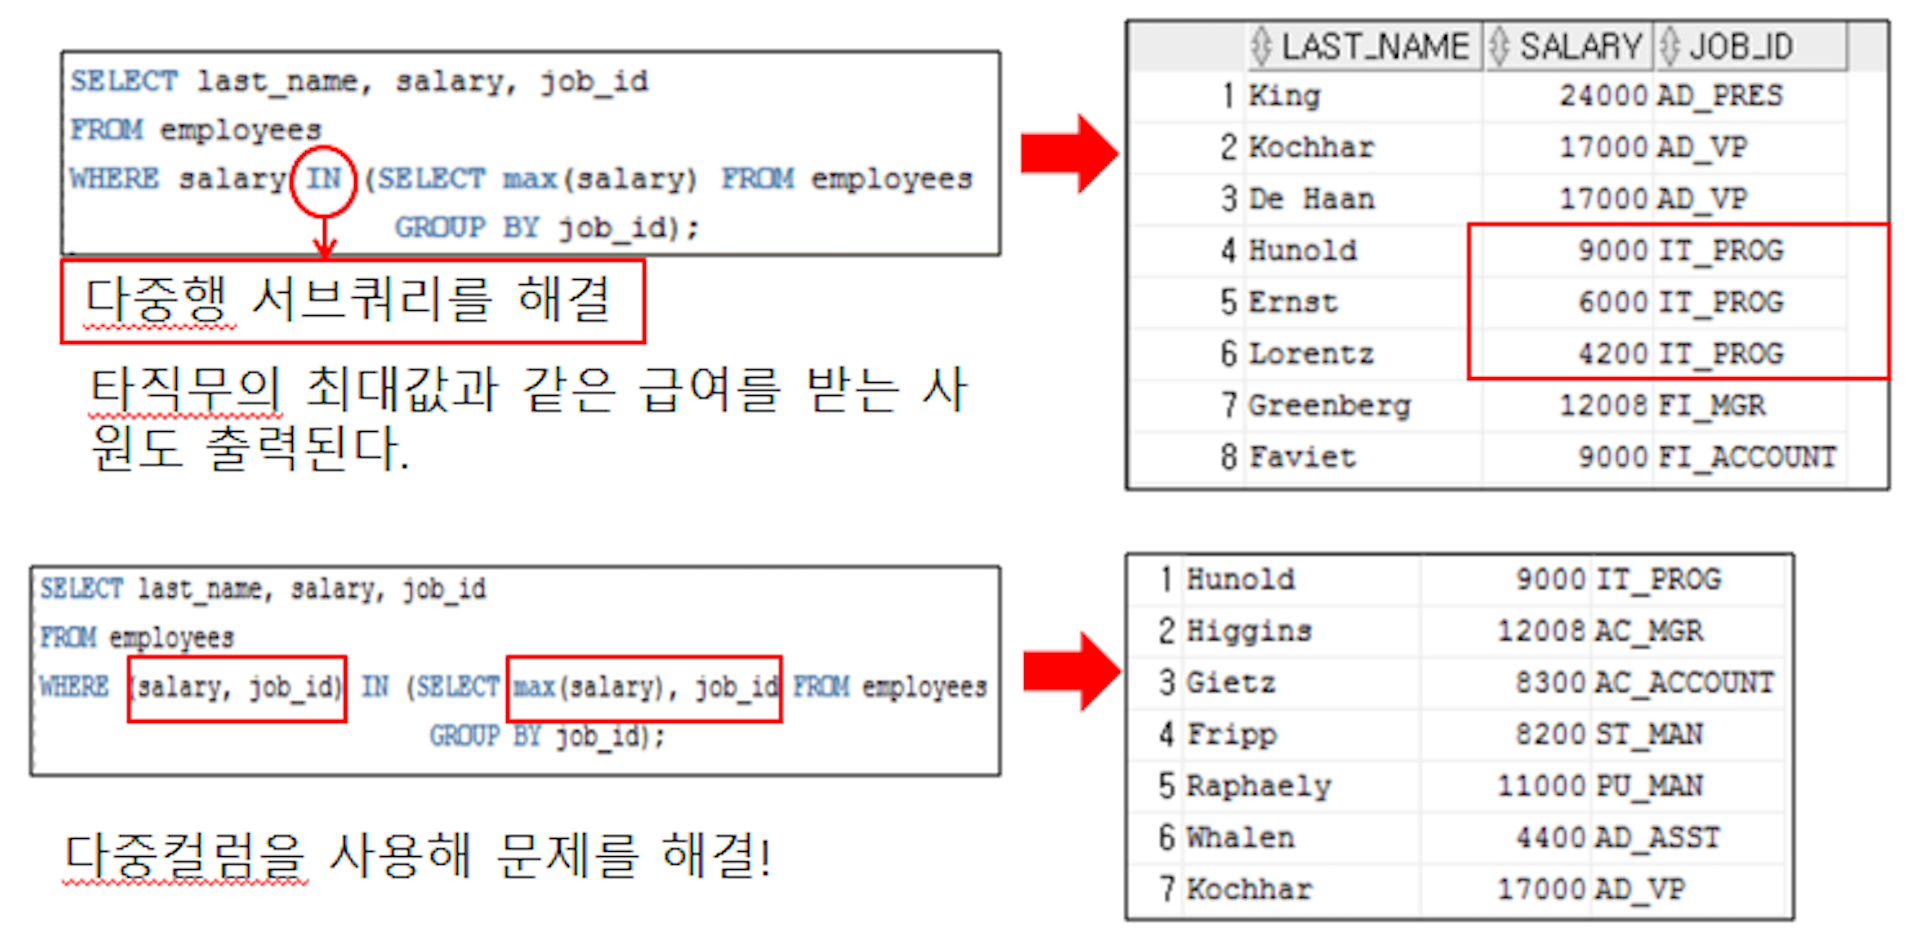 SELECT last_name, salary, job_id
FROM employees
WHERE salary IN (SELECT max(salary) FROM employees
GROUP BY job_id);
다중행 서브쿼리를 해결
타직무의 최대값과 같은 급여를 받는 사
원도 출력된다.
LAST_NAME SALARY JOB_ID
1 King 24000 AD_PRES
2 Kochhar 17000 AD_VP
3 De Haan 17000 AD_VP
4 Hunold 9000 IT_PROG
5 Ernst 6000 IT_PROG
6 Lorentz 4200 IT_PROG
7 Greenberg 12008 FI_MGR
8 Faviet 9000 FI_ACCOUNT
SELECT last_name, salary, job_id
FROM employees
WHERE (salary, job_id) IN (SELECT max(salary), job_id FROM employees
GROUP BY job_id);
다중컬럼을 사용해 문제를 해결!
1 Hunold 9000 IT_PROG
2 Higgins 12008 AC_MGR
3 Gietz 8300 AC_ACCOUNT
4 Fripp 8200 ST_MAN
5 Raphaely 11000 PU_MAN
6 Whalen 4400 AD_ASST
7 Kochhar 17000 AD_VP